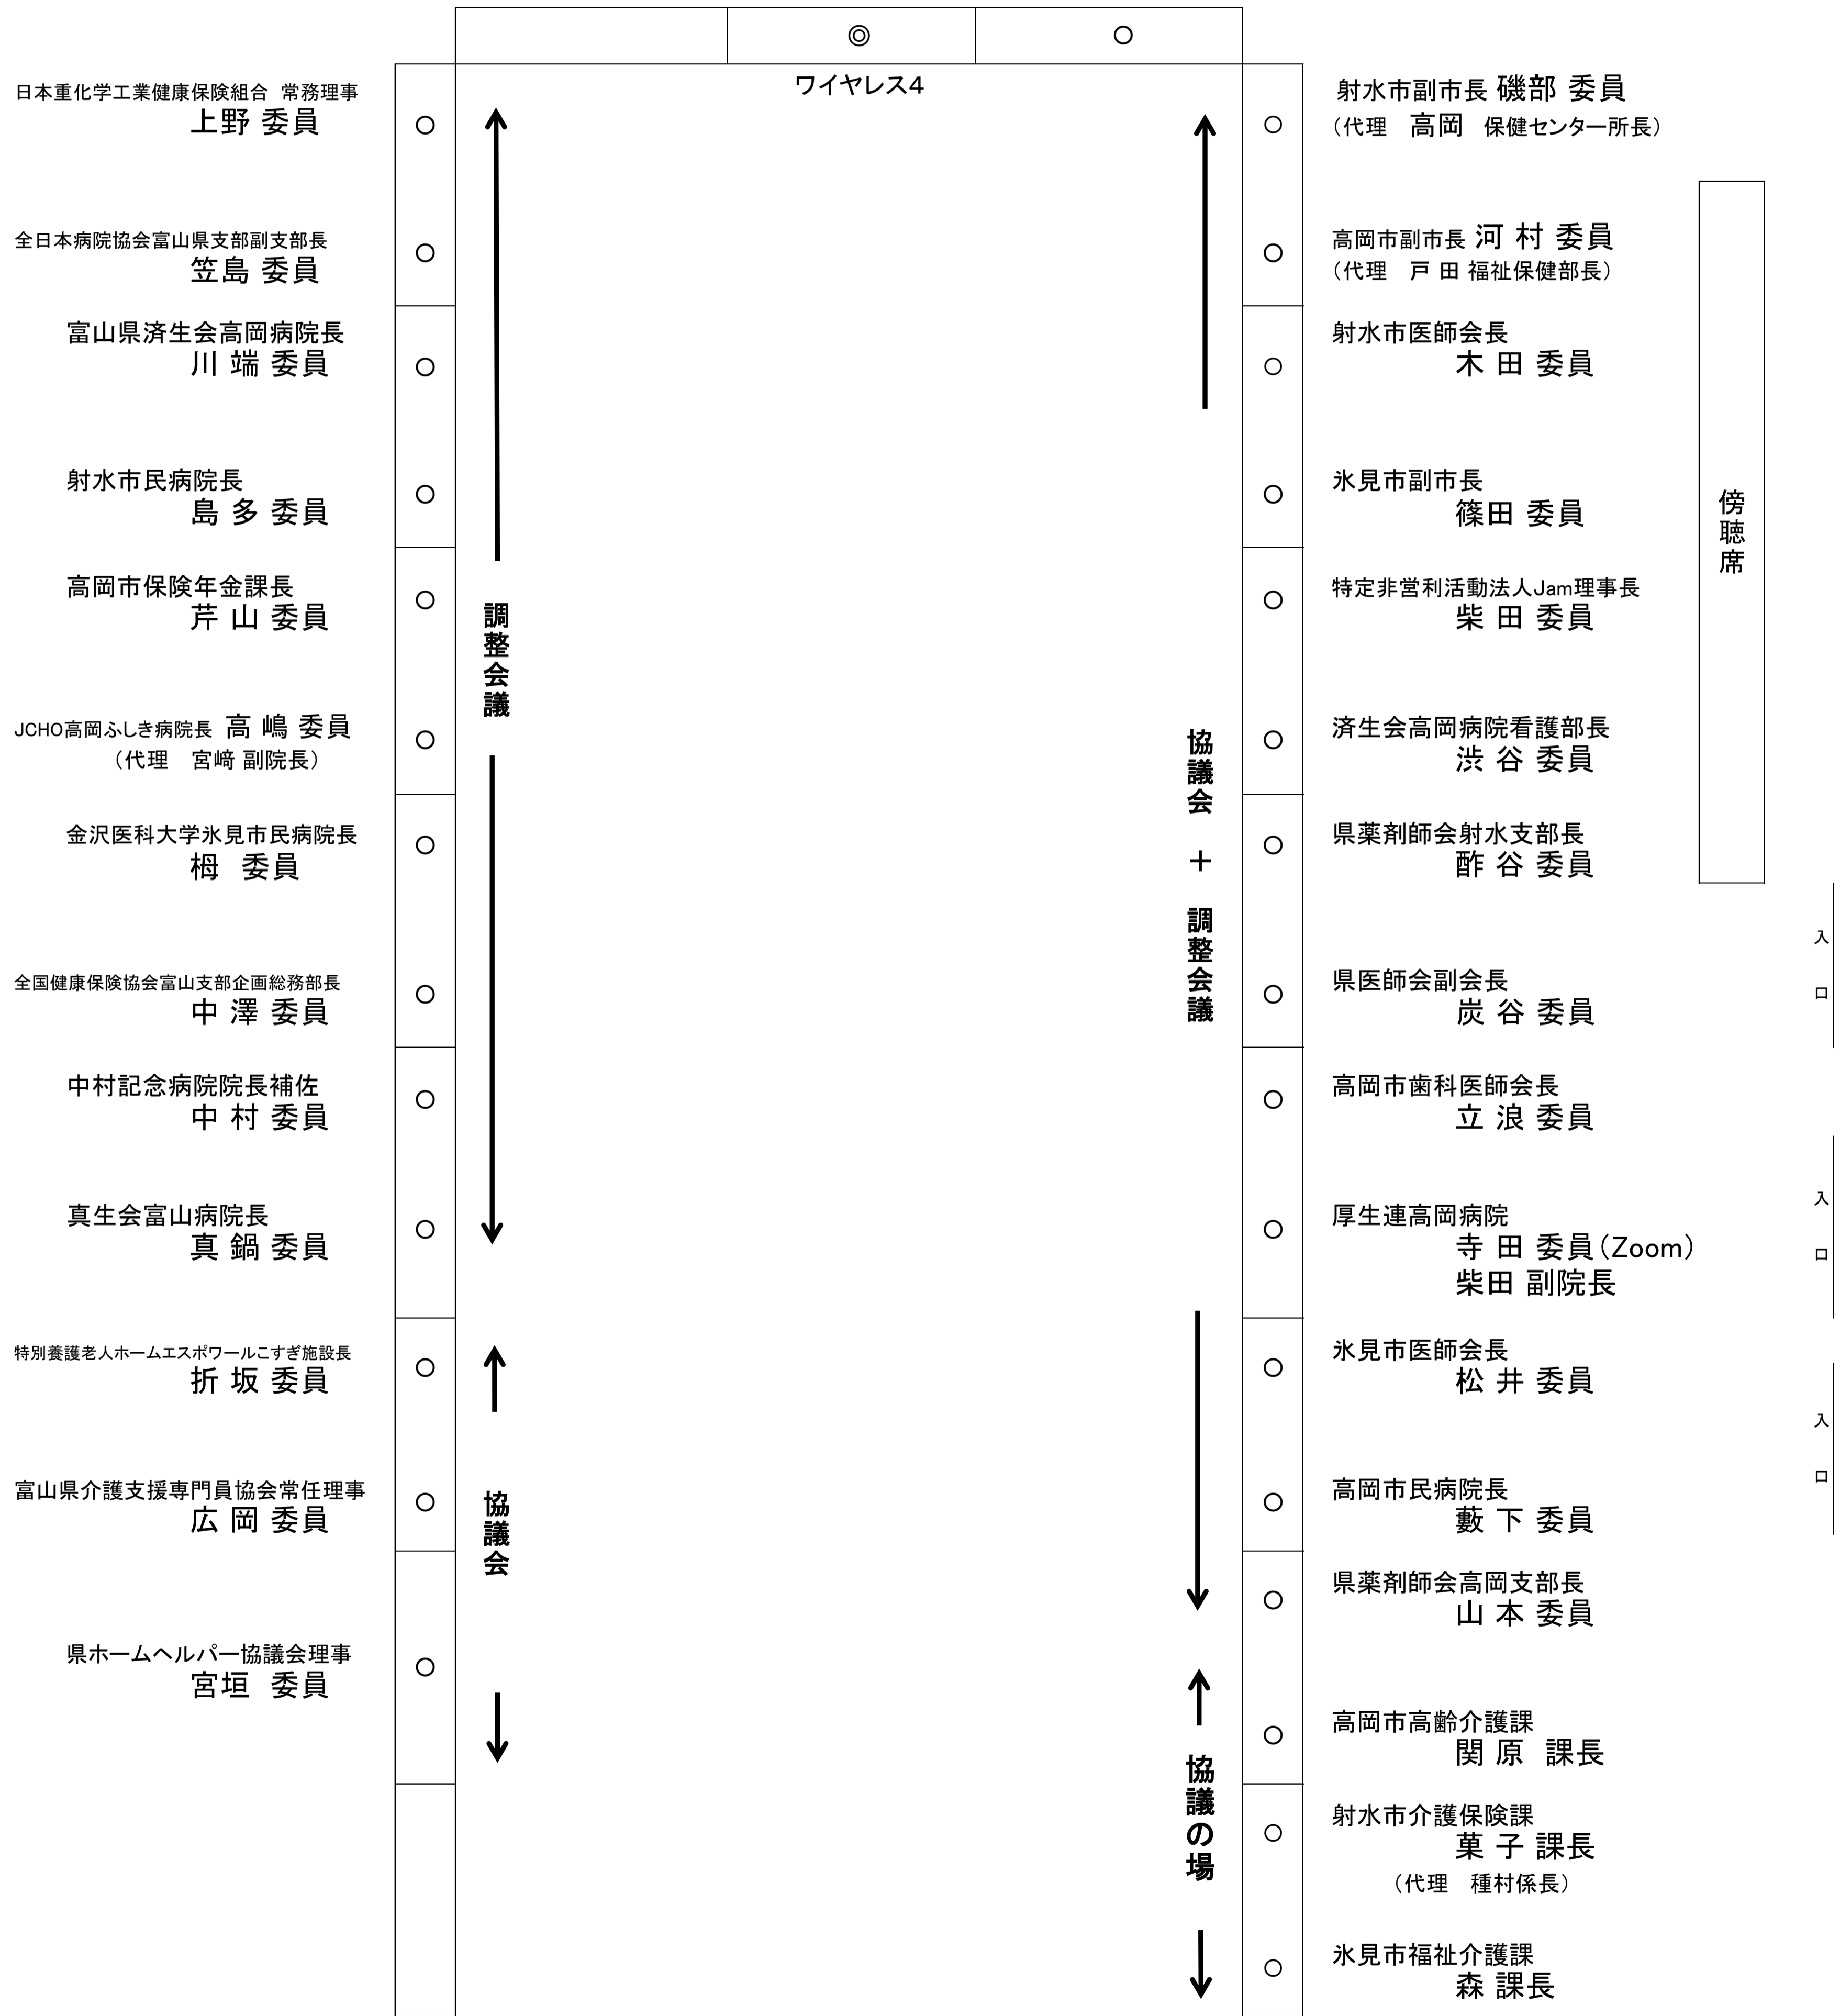 ◎
○
ワイヤレス4
日本重化学工業健康保険組合　常務理事
上野 委員
全日本病院協会富山県支部副支部長
笠島 委員
富山県済生会高岡病院長
川 端 委員
射水市民病院長
島 多 委員
高岡市保険年金課長
芹 山 委員
JCHO高岡ふしき病院長 高 嶋 委員
（代理　宮﨑 副院長）
金沢医科大学氷見市民病院長
栂 委員
全国健康保険協会富山支部企画総務部長
中 澤 委員
中村記念病院院長補佐
中 村 委員
真生会富山病院長
真 鍋 委員
特別養護老人ホームエスポワールこすぎ施設長
折 坂 委員
富山県介護支援専門員協会常任理事
広 岡 委員
県ホームヘルパー協議会理事
宮垣 委員
調整会議
協議会
協議会 ＋ 調整会議
協議の場
射水市副市長 磯部 委員
（代理　高岡　保健センター所長）
高岡市副市長 河 村 委員
（代理　戸 田 福祉保健部長）
射水市医師会長
木 田 委員
氷見市副市長
篠田 委員
特定非営利活動法人Jam理事長
柴 田 委員
済生会高岡病院看護部長
渋 谷 委員
県薬剤師会射水支部長
酢 谷 委員
県医師会副会長
炭 谷 委員
高岡市歯科医師会長
立 浪 委員
厚生連高岡病院
寺 田 委員（Zoom）
柴田 副院長
氷見市医師会長
松 井 委員
高岡市民病院長
藪 下 委員
県薬剤師会高岡支部長
山 本 委員
高岡市高齢介護課
関 原 課長
射水市介護保険課
菓 子 課長
（代理　種村係長）
氷見市福祉介護課
森 課長
傍聴席
入口
入口
入口